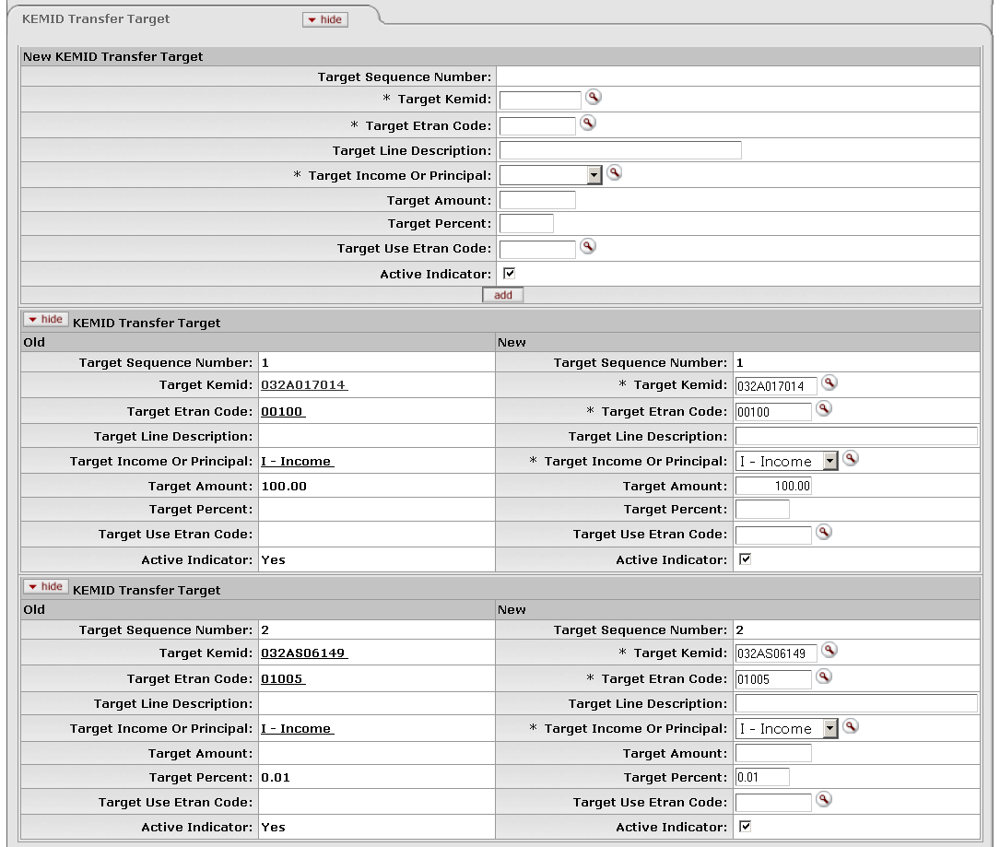 KEMID Transfer Target hide
New KEMID Transfer Target
Target Sequence Number:
* Target Kemid:
* Target Etran Code:
Target Line Description:
* Target Income Or Principal:
Target Amount:
Target Percent:
Target Use Etran Code:
Active Indicator:
add
hide KEMID Transfer Target
Old New
Target Sequence Number: 1 Target Sequence Number: 1
Target Kemid: 032A017014 * Target Kemid: 032A017014
Target Etran Code: 00100 * Target Etran Code: 00100
Target Line Description: Target Line Description:
Target Income Or Principal: I - Income * Target Income Or Principal: I - Income
Target Amount: 100.00 Target Amount: 100.00
Target Percent: Target Percent:
Target Use Etran Code: Target Use Etran Code:
Active Indicator: Yes Active Indicator:
hide KEMID Transfer Target
Old New
Target Sequence Number: 2 Target Sequence Number: 2
Target Kemid: 032AS06149 * Target Kemid: 032AS06149
Target Etran Code: 01005 * Target Etran Code: 01005
Target Line Description: Target Line Description:
Target Income Or Principal: I - Income * Target Income Or Principal: I - Income
Target Amount: Target Amount:
Target Percent: 0.01 Target Percent: 0.01
Target Use Etran Code: Target Use Etran Code:
Active Indicator: Yes Active Indicator: